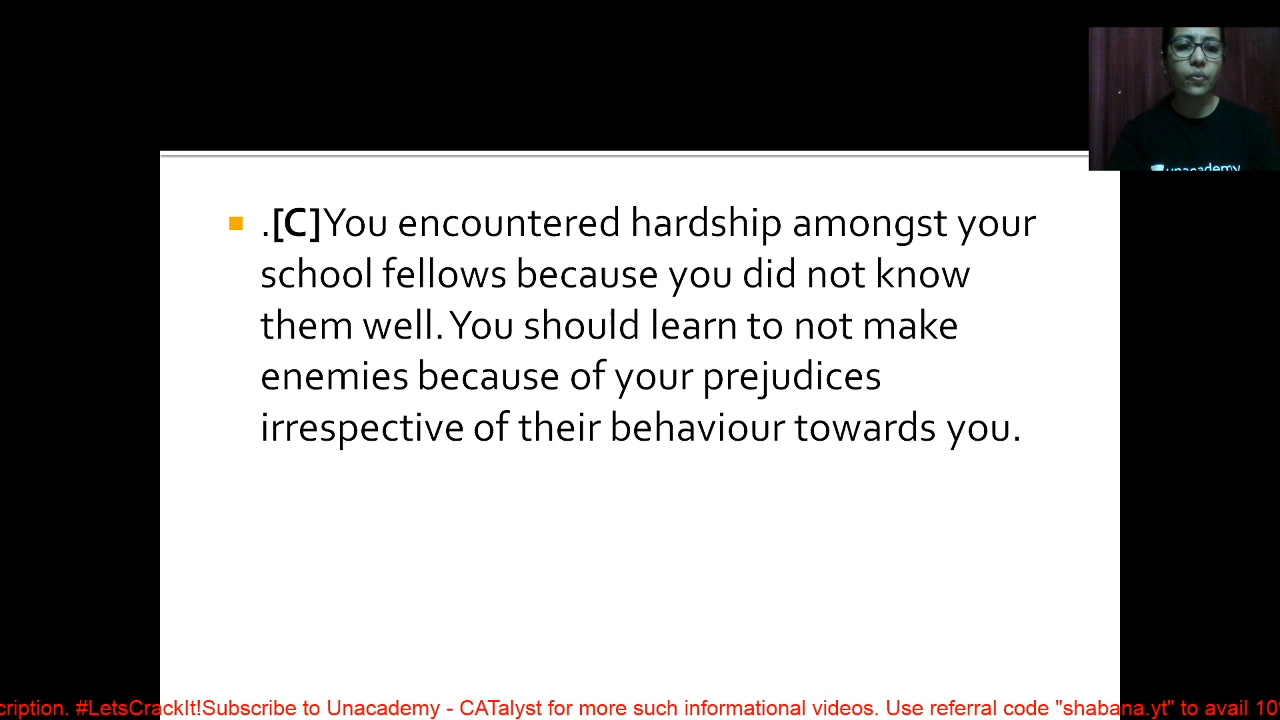 unacademy
.[C]You encountered hardship amongst your
school fellows because you did not know
them well. You should learn to not make
enemies because of your prejudices
irrespective of their behaviour towards you.
cription. #LetsCrackIt!Subscribe to Unacademy - CATalyst for more such informational videos. Use referral code "shabana.yt" to avail 10